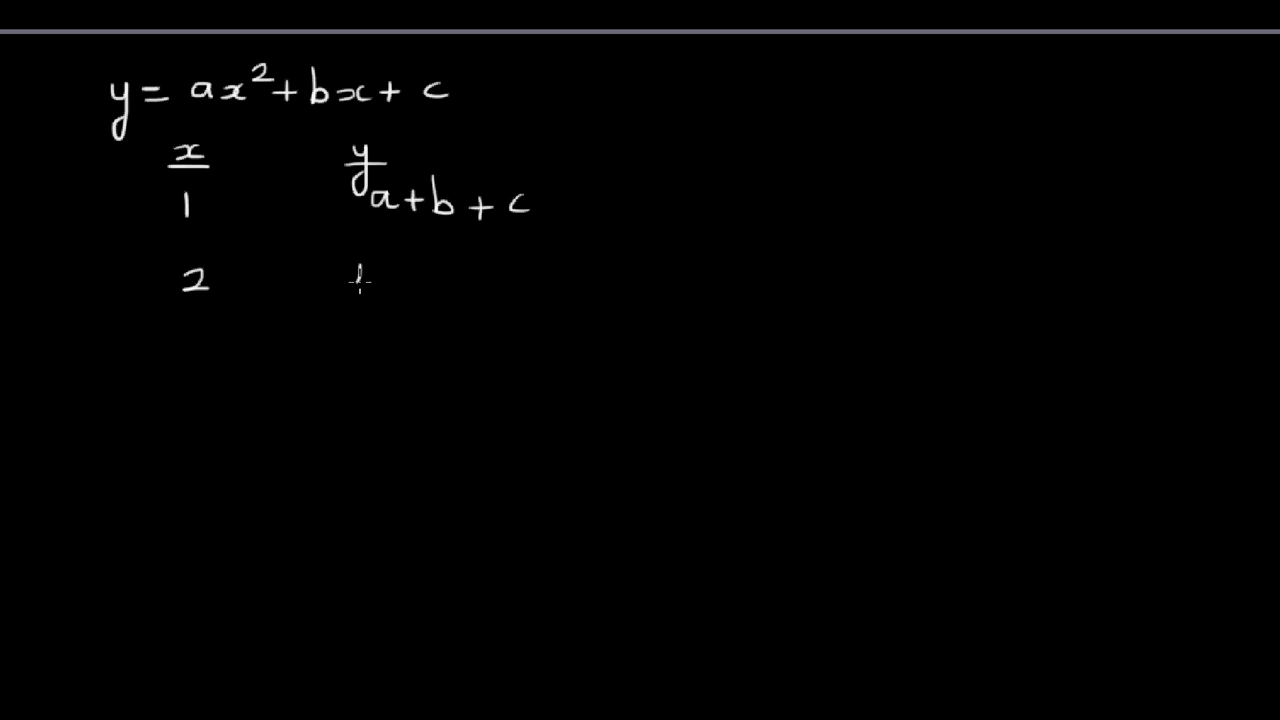 y = ax² + bx + c
x y
1 a + b + c
2